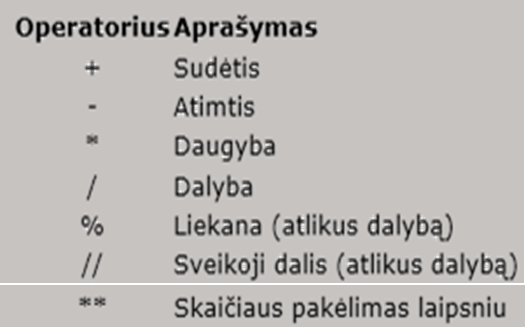 Operatorius Aprašymas
+ Sudėtis
- Atimtis
* Daugyba
/ Dalyba
% Liekana (atlikus dalybą)
// Sveikoji dalis (atlikus dalybą)
** Skaičiaus pakėlimas laipsniu